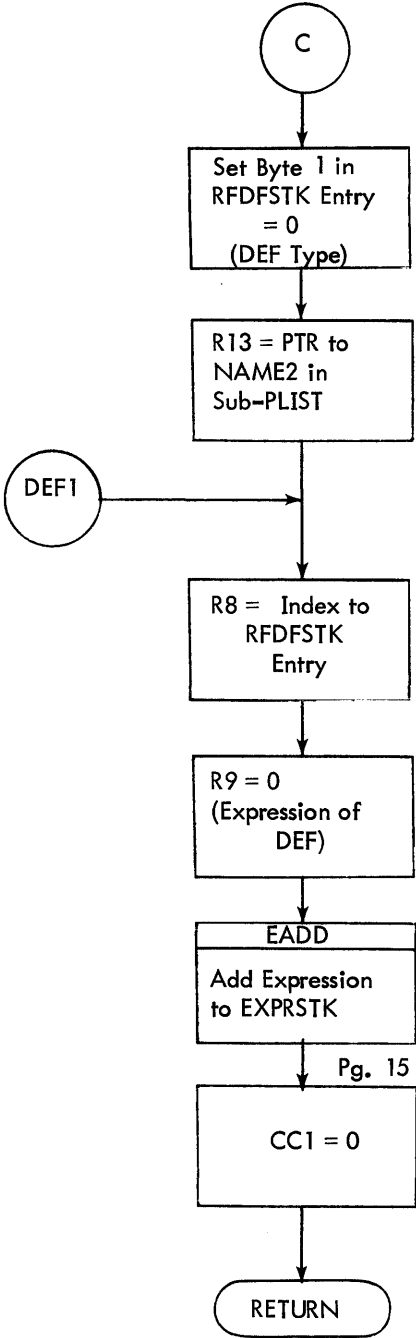 C
Set Byte 1 in
RFDFSTK Entry
= 0
(DEF Type)
R13 = PTR to
NAME2 in
Sub-PLIST
DEF1
R8 = Index to
RFDFSTK
Entry
R9 = 0
(Expression of
DEF)
EADD
Add Expression
to EXPRSTK
Pg. 15
CC1 = 0
RETURN